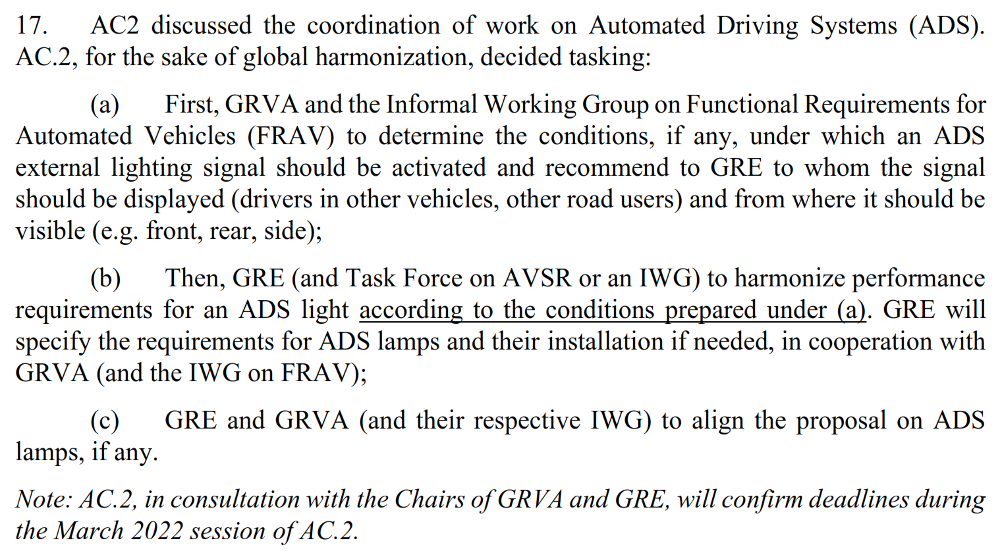 17. AC2 discussed the coordination of work on Automated Driving Systems (ADS).
AC.2, for the sake of global harmonization, decided tasking:
(a) First, GRVA and the Informal Working Group on Functional Requirements for
Automated Vehicles (FRAV) to determine the conditions, if any, under which an ADS
external lighting signal should be activated and recommend to GRE to whom the signal
should be displayed (drivers in other vehicles, other road users) and from where it should be
visible (e.g. front, rear, side);
(b) Then, GRE (and Task Force on AVSR or an IWG) to harmonize performance
requirements for an ADS light according to the conditions prepared under (a). GRE will
specify the requirements for ADS lamps and their installation if needed, in cooperation with
GRVA (and the IWG on FRAV);
(c) GRE and GRVA (and their respective IWG) to align the proposal on ADS
lamps, if any.
Note: AC.2, in consultation with the Chairs of GRVA and GRE, will confirm deadlines during
the March 2022 session of AC.2.